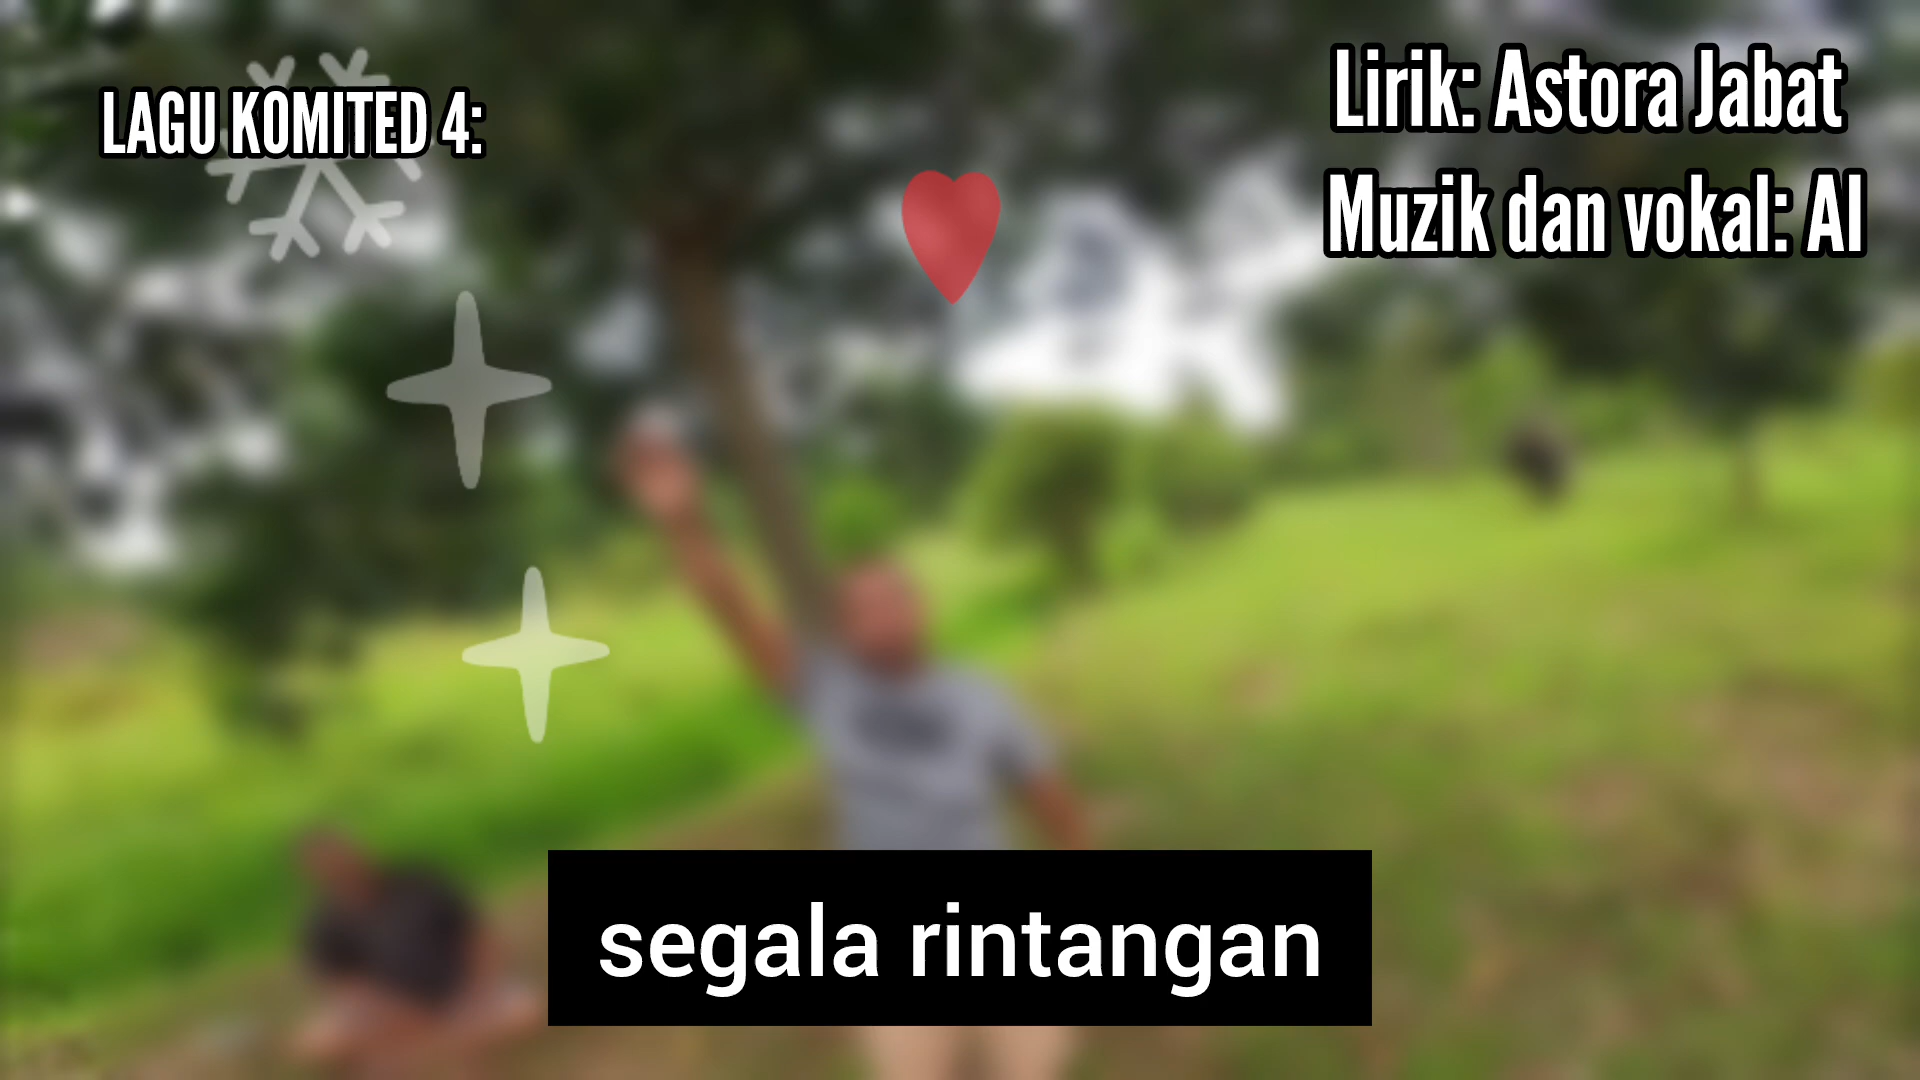 LAGU KOMITED 4:
Lirik: Astora Jabat
Muzik dan vokal: AI
segala rintangan